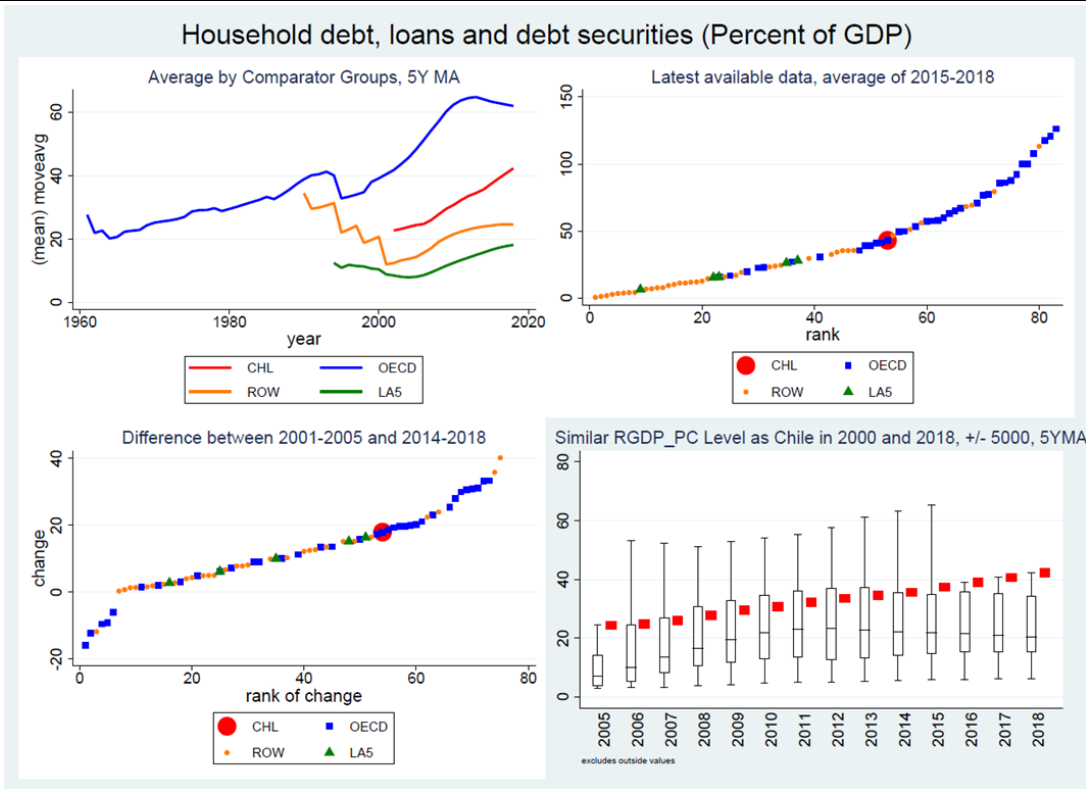 Household debt, loans and debt securities (Percent of GDP)
Average by Comparator Groups, 5Y MA
(mean) moveavg
60
40
20
0
1960 1980 2000 2020
year
CHL OECD
ROW LA5
Latest available data, average of 2015-2018
150
100
50
0
0 20 40 60 80
rank
CHL OECD
ROW LA5
Difference between 2001-2005 and 2014-2018
change
40
20
0
-20
0 20 40 60 80
rank of change
CHL OECD
ROW LA5
Similar RGDP_PC Level as Chile in 2000 and 2018, +/- 5000, 5YMA
80
60
40
20
0
2005 2006 2007 2008 2009 2010 2011 2012 2013 2014 2015 2016 2017 2018
excludes outside values